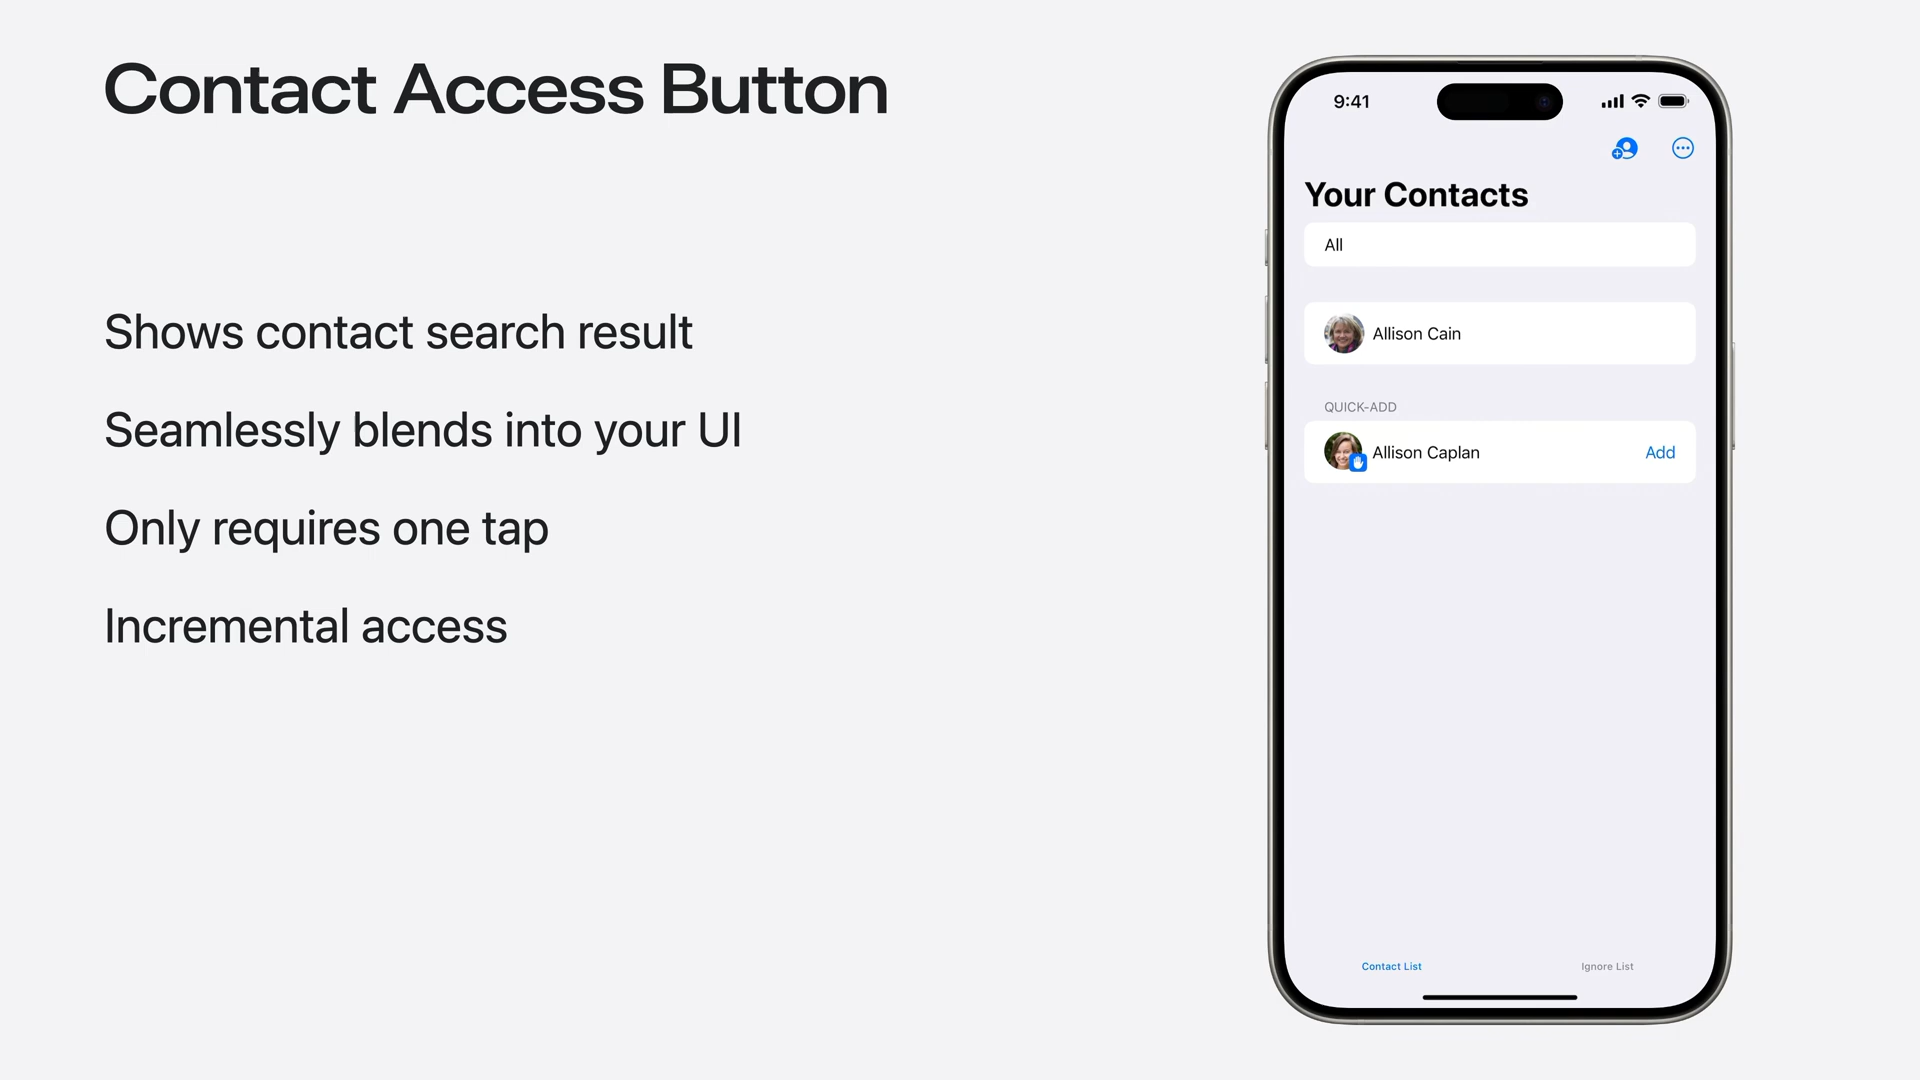 Contact Access Button
Shows contact search result
Seamlessly blends into your UI
Only requires one tap
Incremental access
9:41
Your Contacts
All
Allison Cain
QUICK-ADD
Allison Caplan Add
Contact List Ignore List